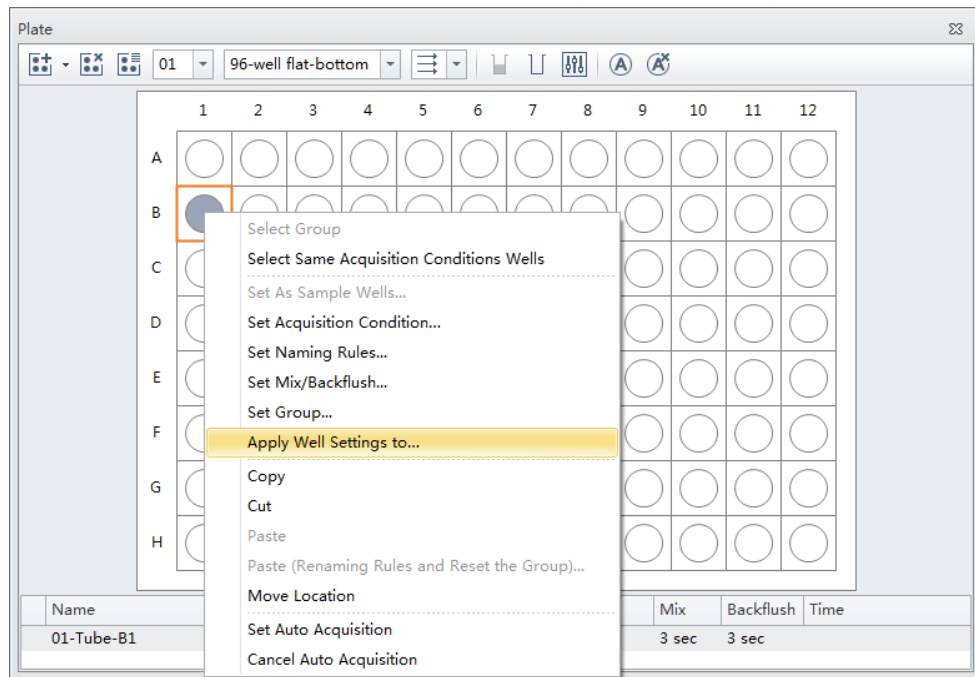 Plate
01 96-well flat-bottom A A
1 2 3 4 5 6 7 8 9 10 11 12
A
B
Select Group
Select Same Acquisition Conditions Wells
C
Set As Sample Wells...
D
Set Acquisition Condition...
Set Naming Rules...
E
Set Mix/Backflush...
Set Group...
F
Apply Well Settings to...
Copy
G
Cut
Paste
H
Paste (Renaming Rules and Reset the Group)...
Move Location
Name Mix Backflush Time
Set Auto Acquisition
01-Tube-B1 3 sec 3 sec
Cancel Auto Acquisition